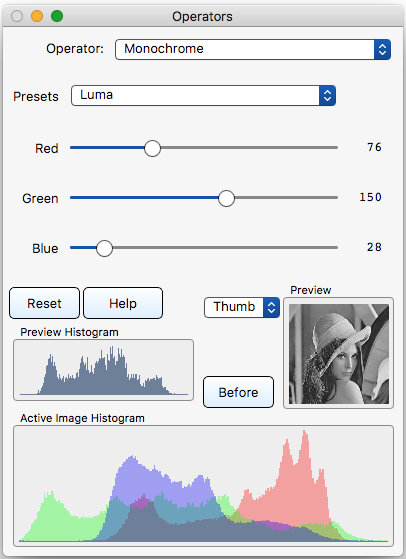 Operators
Operator: Monochrome
Presets Luma
Red 76
Green 150
Blue 28
Reset Help Thumb Preview
Preview Histogram
Before
Active Image Histogram